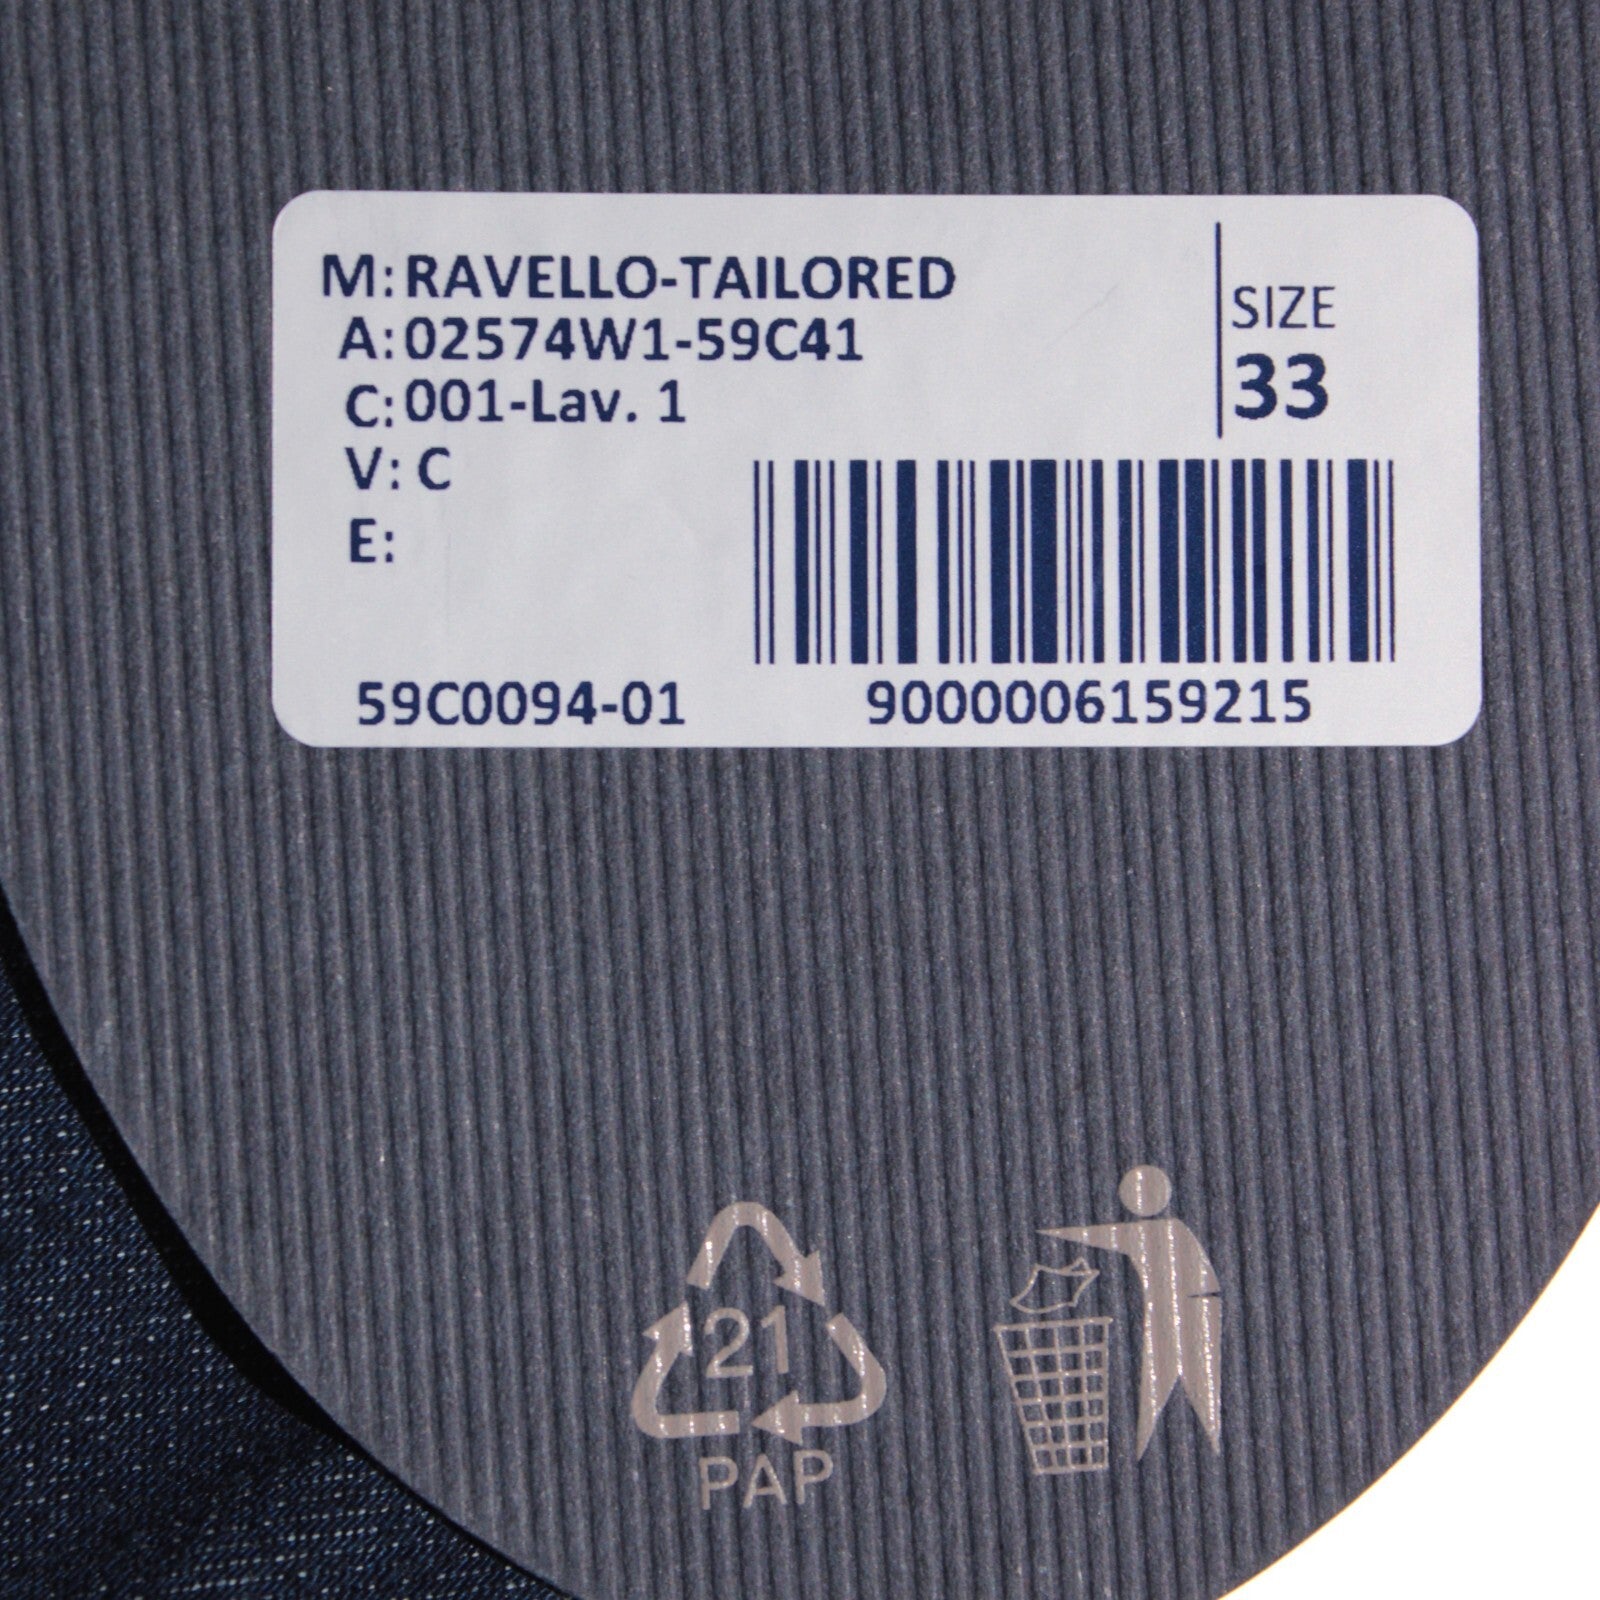 M: RAVELLO-TAILORED
A: 02574W1-59C41
C: 001-Lav. 1
V: C
E:
SIZE
33
59C0094-01
9000006159215
21
PAP